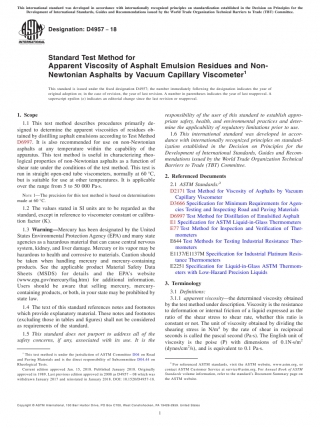 This international standard was developed in accordance with internationally recognized principles on standardization established in the Decision on Principles for the
Development of International Standards, Guides and Recommendations issued by the World Trade Organization Technical Barriers to Trade (TBT) Committee.
Designation: D4957 − 18
Standard Test Method for
Apparent Viscosity of Asphalt Emulsion Residues and Non-
Newtonian Asphalts by Vacuum Capillary Viscometer1
This standard is issued under the fixed designation D4957; the number immediately following the designation indicates the year of
original adoption or, in the case of revision, the year of last revision. A number in parentheses indicates the year of last reapproval. A
superscript epsilon (ε) indicates an editorial change since the last revision or reapproval.
1. Scope
1.1 This test method describes procedures primarily de-
signed to determine the apparent viscosities of residues ob-
tained by distilling asphalt emulsions according to Test Method
D6997. It is also recommended for use on non-Newtonian
asphalts at any temperature within the capability of the
apparatus. This test method is useful in characterizing rheo-
logical properties of non-Newtonian asphalts as a function of
shear rate under the conditions of the test method. This test is
run in straight open-end tube viscometers, normally at 60 °C,
but is suitable for use at other temperatures. It is applicable
over the range from 5 to 50 000 Pa·s.
NOTE 1—The precision for this test method is based on determinations
made at 60 °C.
1.2 The values stated in SI units are to be regarded as the
standard, except in reference to viscometer constant or calibra-
tion factor (K).
1.3 Warning—Mercury has been designated by the United
States Environmental Protection Agency (EPA) and many state
agencies as a hazardous material that can cause central nervous
system, kidney, and liver damage. Mercury or its vapor may be
hazardous to health and corrosive to materials. Caution should
be taken when handling mercury and mercury-containing
products. See the applicable product Material Safety Data
Sheets (MSDS) for details and the EPA's website
(www.epa.gov/mercury/faq.htm) for additional information.
Users should be aware that selling mercury, mercury-
containing products, or both, in your state may be prohibited by
state law.
1.4 The text of this standard references notes and footnotes
which provide explanatory material. These notes and footnotes
(excluding those in tables and figures) shall not be considered
as requirements of the standard.
1.5 This standard does not purport to address all of the
safety concerns, if any, associated with its use. It is the
responsibility of the user of this standard to establish appro-
priate safety, health, and environmental practices and deter-
mine the applicability of regulatory limitations prior to use.
1.6 This international standard was developed in accor-
dance with internationally recognized principles on standard-
ization established in the Decision on Principles for the
Development of International Standards, Guides and Recom-
mendations issued by the World Trade Organization Technical
Barriers to Trade (TBT) Committee.
2. Referenced Documents
2.1 ASTM Standards:2
D2171 Test Method for Viscosity of Asphalts by Vacuum
Capillary Viscometer
D3666 Specification for Minimum Requirements for Agen-
cies Testing and Inspecting Road and Paving Materials
D6997 Test Method for Distillation of Emulsified Asphalt
E1 Specification for ASTM Liquid-in-Glass Thermometers
E77 Test Method for Inspection and Verification of Ther-
mometers
E644 Test Methods for Testing Industrial Resistance Ther-
mometers
E1137/E1137M Specification for Industrial Platinum Resis-
tance Thermometers
E2251 Specification for Liquid-in-Glass ASTM Thermom-
eters with Low-Hazard Precision Liquids
3. Terminology
3.1 Definitions:
3.1.1 apparent viscosity—the determined viscosity obtained
by the test method under description. Viscosity is the resistance
to deformation or internal friction of a liquid expressed as the
ratio of the shear stress to shear rate, whether this ratio is
constant or not. The unit of viscosity obtained by dividing the
shearing stress in N/m2 by the rate of shear in reciprocal
seconds is called the pascal second (Pa·s). The English unit of
viscosity is the poise (P) with dimensions of 0.1N-s/m2
(dynes/cm2/s), and is equivalent to 0.1 Pa·s.
1 This test method is under the jurisdiction of ASTM Committee D04 on Road
and Paving Materials and is the direct responsibility of Subcommittee D04.44 on
Rheological Tests.
Current edition approved Jan. 15, 2018. Published January 2018. Originally
approved in 1989. Last previous edition approved in 2008 as
2 For referenced ASTM standards, visit the ASTM website, www.astm.org, or
contact ASTM Customer Service at service@astm.org. For Annual Book of ASTM
Standards volume information, refer to the standard's Document Summary page on
the ASTM website.
Copyright © ASTM International, 100 Barr Harbor Drive, PO Box C700, West Conshohocken, PA 19428-2959. United States
1